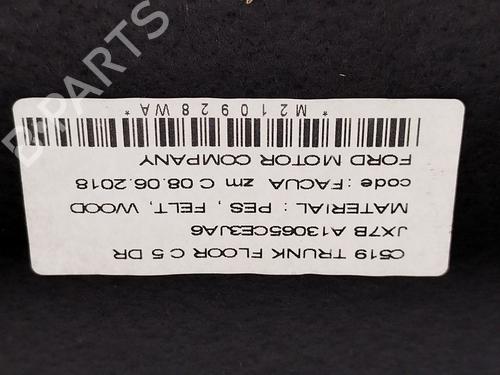 C519 TRUNK FLOOR C 5 DR
JX7B A13065CE3JA6
MATERIAL : PES , FELT, WOOD
code : FACUA zm C 08.06.2018
FORD MOTOR COMPANY
*M210928WA*
B-PARTS